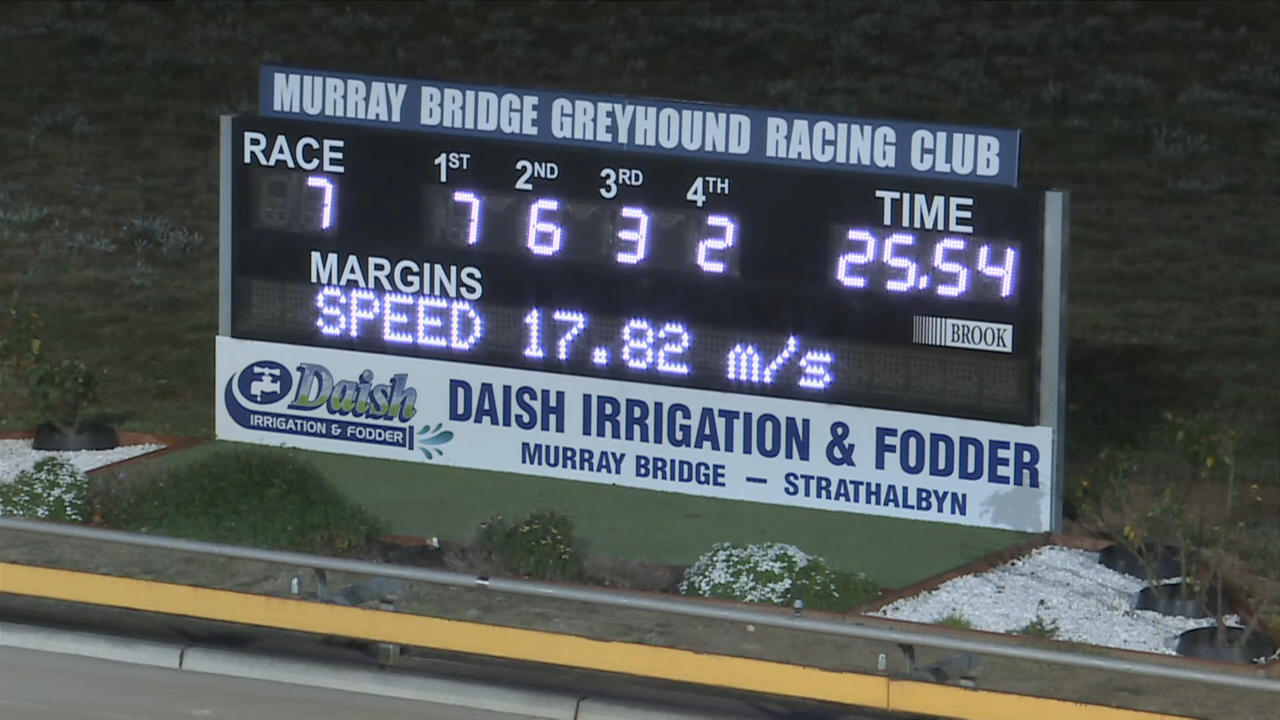 MURRAY BRIDGE GREYHOUND RACING CLUB
RACE 1ST 2ND 3RD 4TH TIME
7 7 6 3 2 25.54
MARGINS
SPEED 17.82 m/s
BROOK
Daish
IRRIGATION & FODDER
DAISH IRRIGATION & FODDER
MURRAY BRIDGE – STRATHALBYN